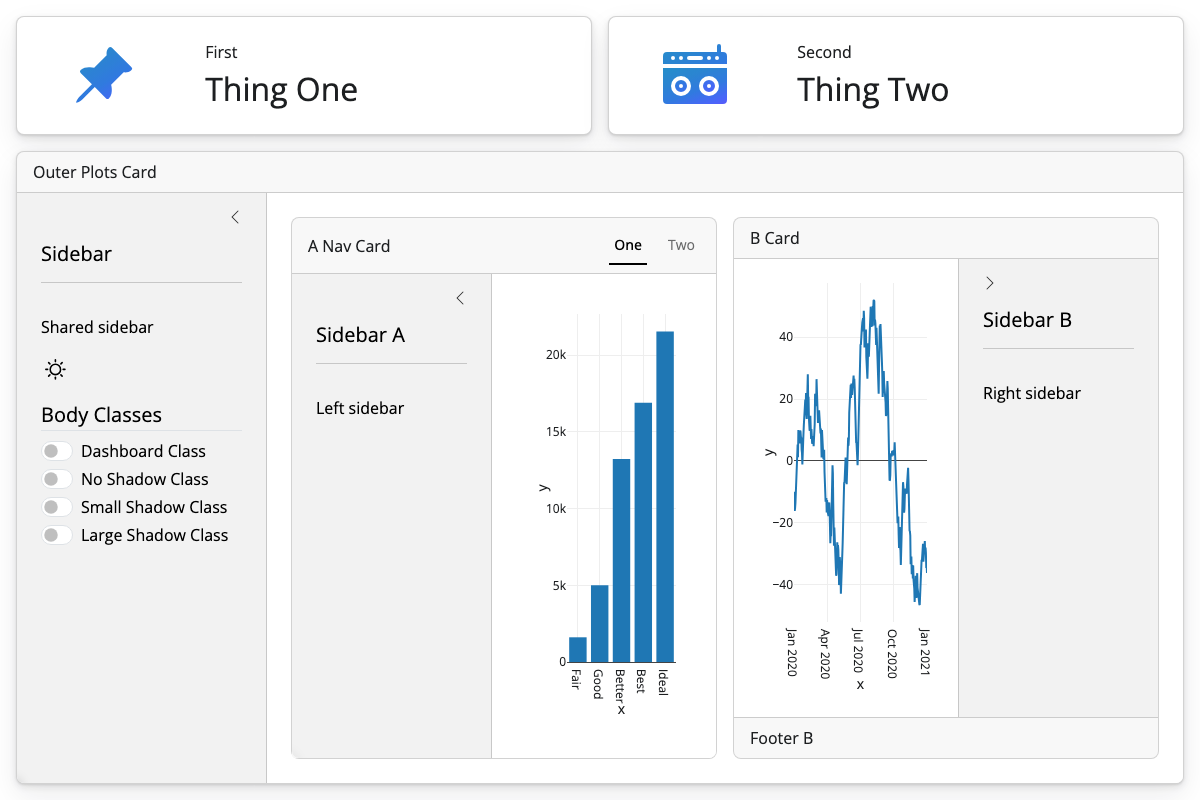 First
Thing One
Second
Thing Two
Outer Plots Card
Sidebar
Shared sidebar
Body Classes
Dashboard Class
No Shadow Class
Small Shadow Class
Large Shadow Class
A Nav Card
One
Two
Sidebar A
Left sidebar
20k
15k
10k
5k
0
y
Fair
Good
Better
Best
Ideal
x
B Card
40
20
0
−20
−40
y
Jan 2020
Apr 2020
Jul 2020
Oct 2020
Jan 2021
x
Sidebar B
Right sidebar
Footer B